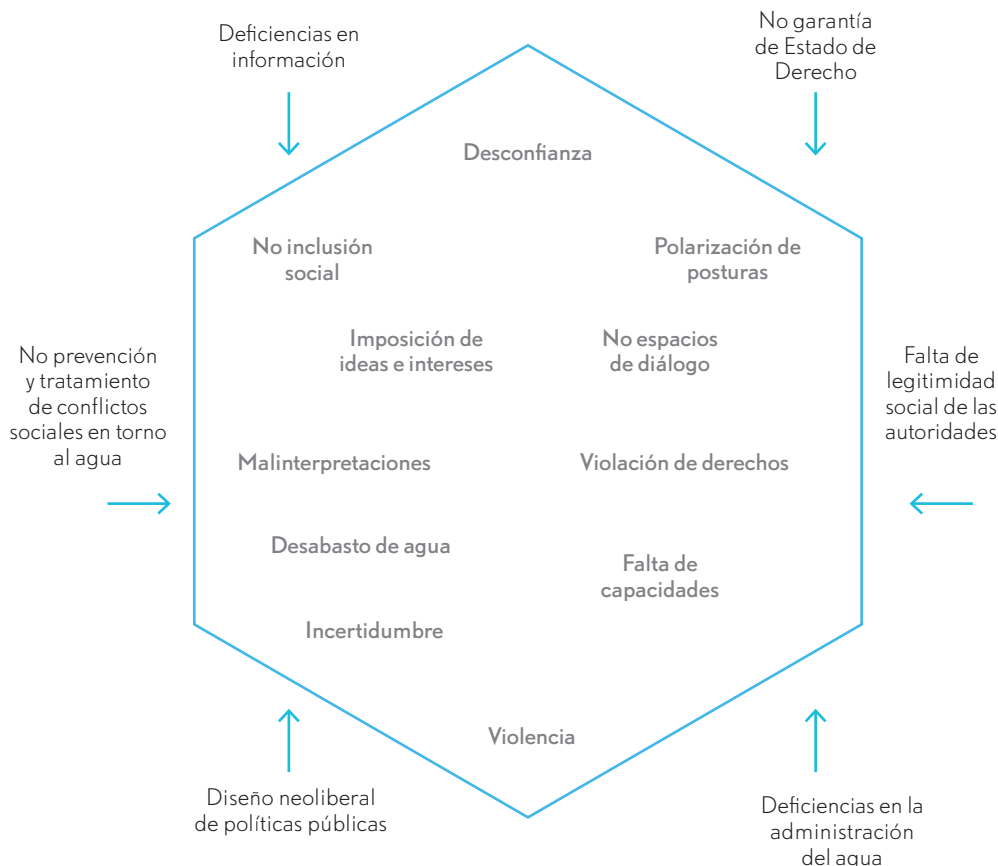 Deficiencias en
información
No garantía
de Estado de
Derecho
Desconfianza
No inclusión
social
Polarización de
posturas
Imposición de
ideas e intereses
No espacios
de diálogo
No prevención
y tratamiento
de conflictos
sociales en torno
al agua
Falta de
legitimidad
social de las
autoridades
Malinterpretaciones
Violación de derechos
Desabasto de agua
Falta de
capacidades
Incertidumbre
Violencia
Diseño neoliberal
de políticas públicas
Deficiencias en la
administración
del agua